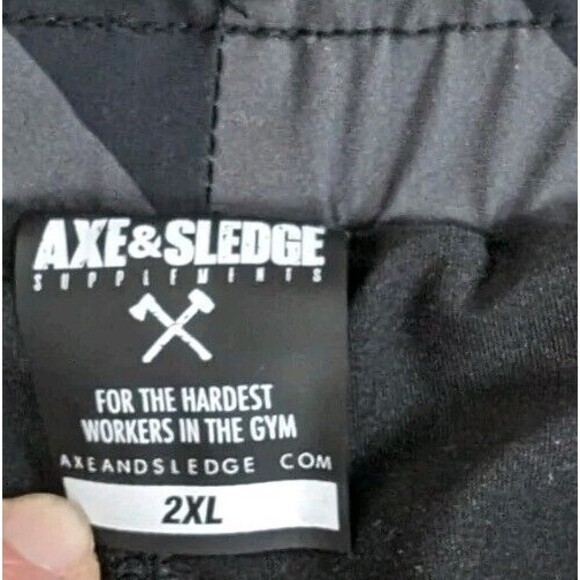 AXE&SLEDGE
SUPPLEMENTS
FOR THE HARDEST
WORKERS IN THE GYM
AXEANDSLEDGE COM
2XL